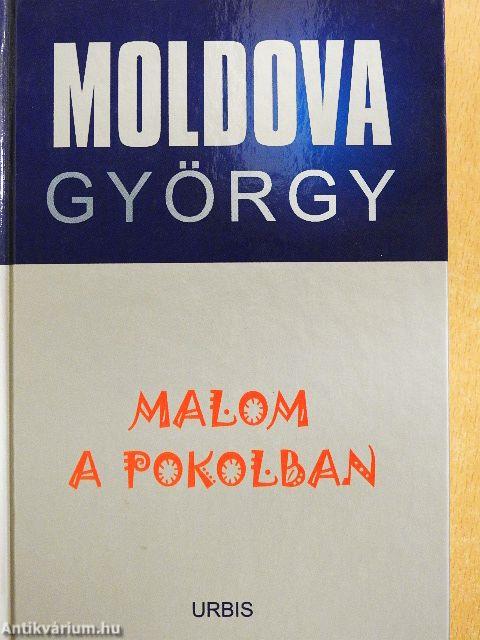 MOLDOVA
GYÖRGY
MALOM
A POKOLBAN
URBIS
Antikvárium.hu